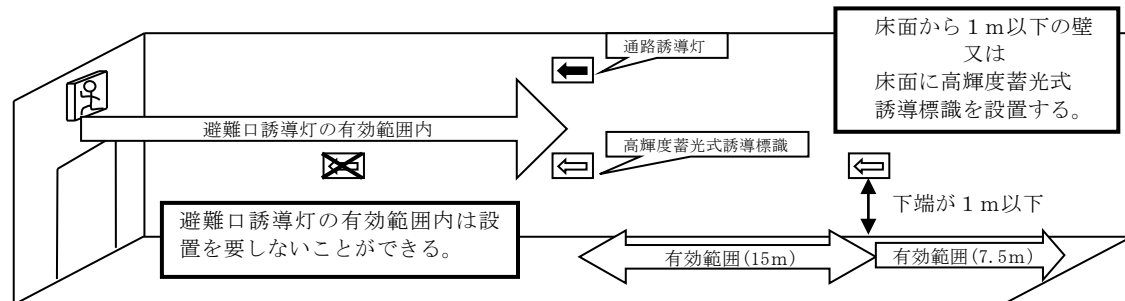 通路誘導灯
床面から１ｍ以下の壁
又は
床面に高輝度蓄光式
誘導標識を設置する。
避難口誘導灯の有効範囲内
高輝度蓄光式誘導標識
下端が１ｍ以下
避難口誘導灯の有効範囲内は設
置を要しないことができる。
有効範囲(15m)
有効範囲(7.5m)